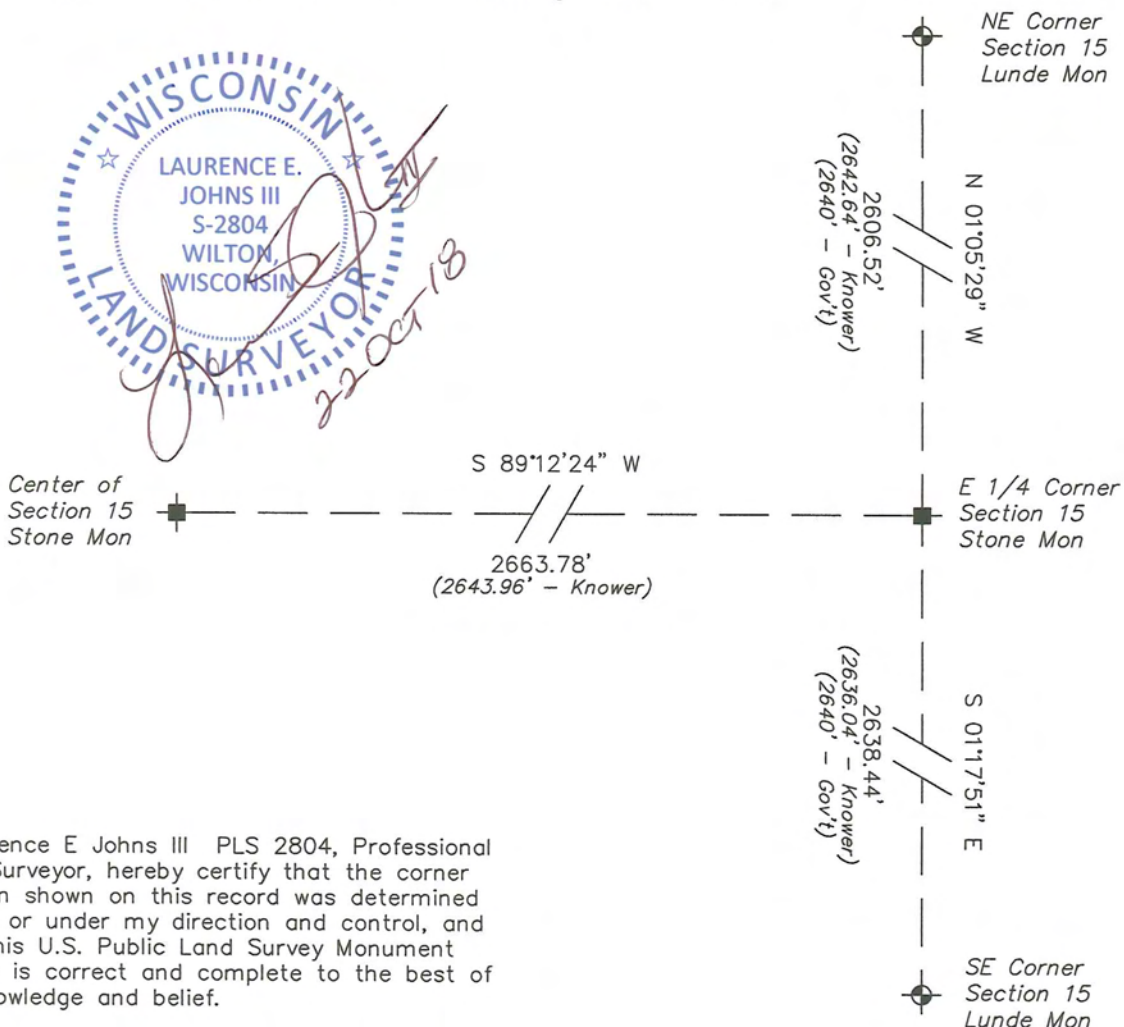 NE Corner
Section 15
Lunde Mon
WISCONSIN
LAURENCE E.
JOHNS III
S-2804
WILTON,
WISCONSIN
LAND SURVEYOR
22-OCT-18
N 01°05'29" W
2606.52'
(2642.64' – Knower)
(2640' – Gov't)
S 89°12'24" W
Center of
Section 15
Stone Mon
E 1/4 Corner
Section 15
Stone Mon
2663.78'
(2643.96' – Knower)
S 01°17'51" E
2638.44'
(2636.04' – Knower)
(2640' – Gov't)
ence E Johns III PLS 2804, Professional
Surveyor, hereby certify that the corner
n shown on this record was determined
or under my direction and control, and
his U.S. Public Land Survey Monument
is correct and complete to the best of
owledge and belief.
SE Corner
Section 15
Lunde Mon